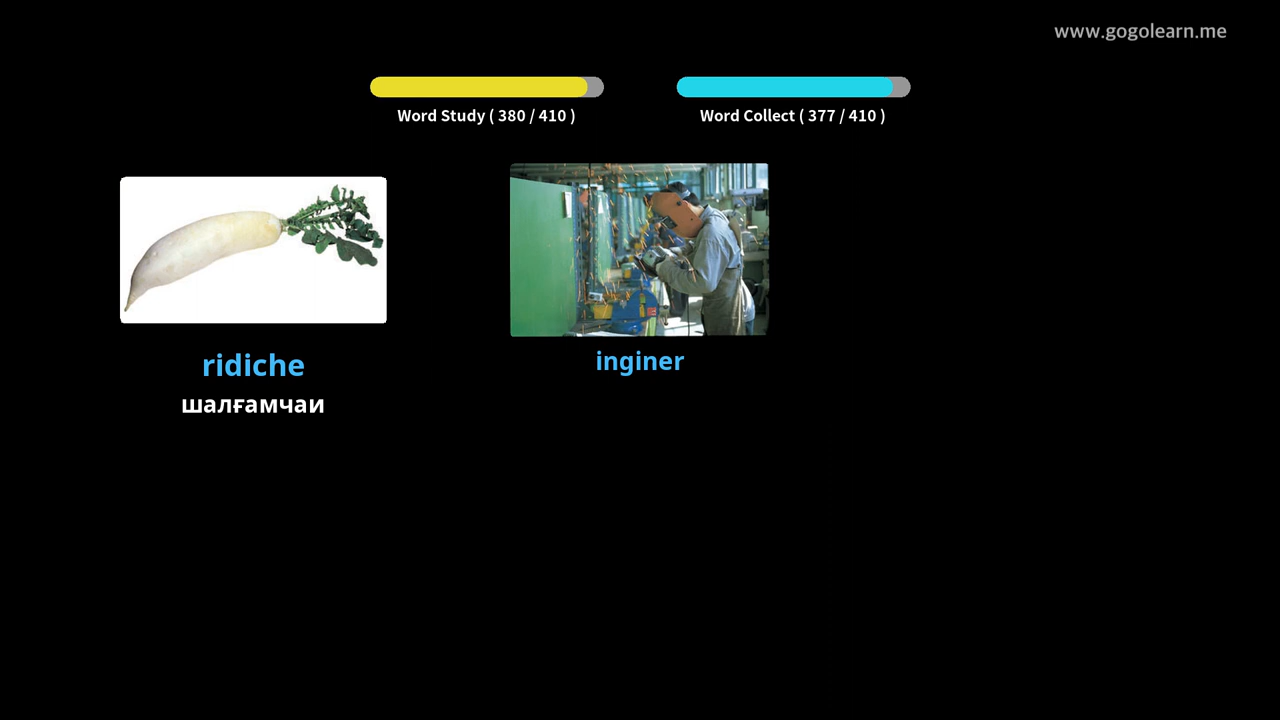 www.gogolearn.me
Word Study ( 380 / 410 )
Word Collect ( 377 / 410 )
ridiche
шалғамчаи
inginer